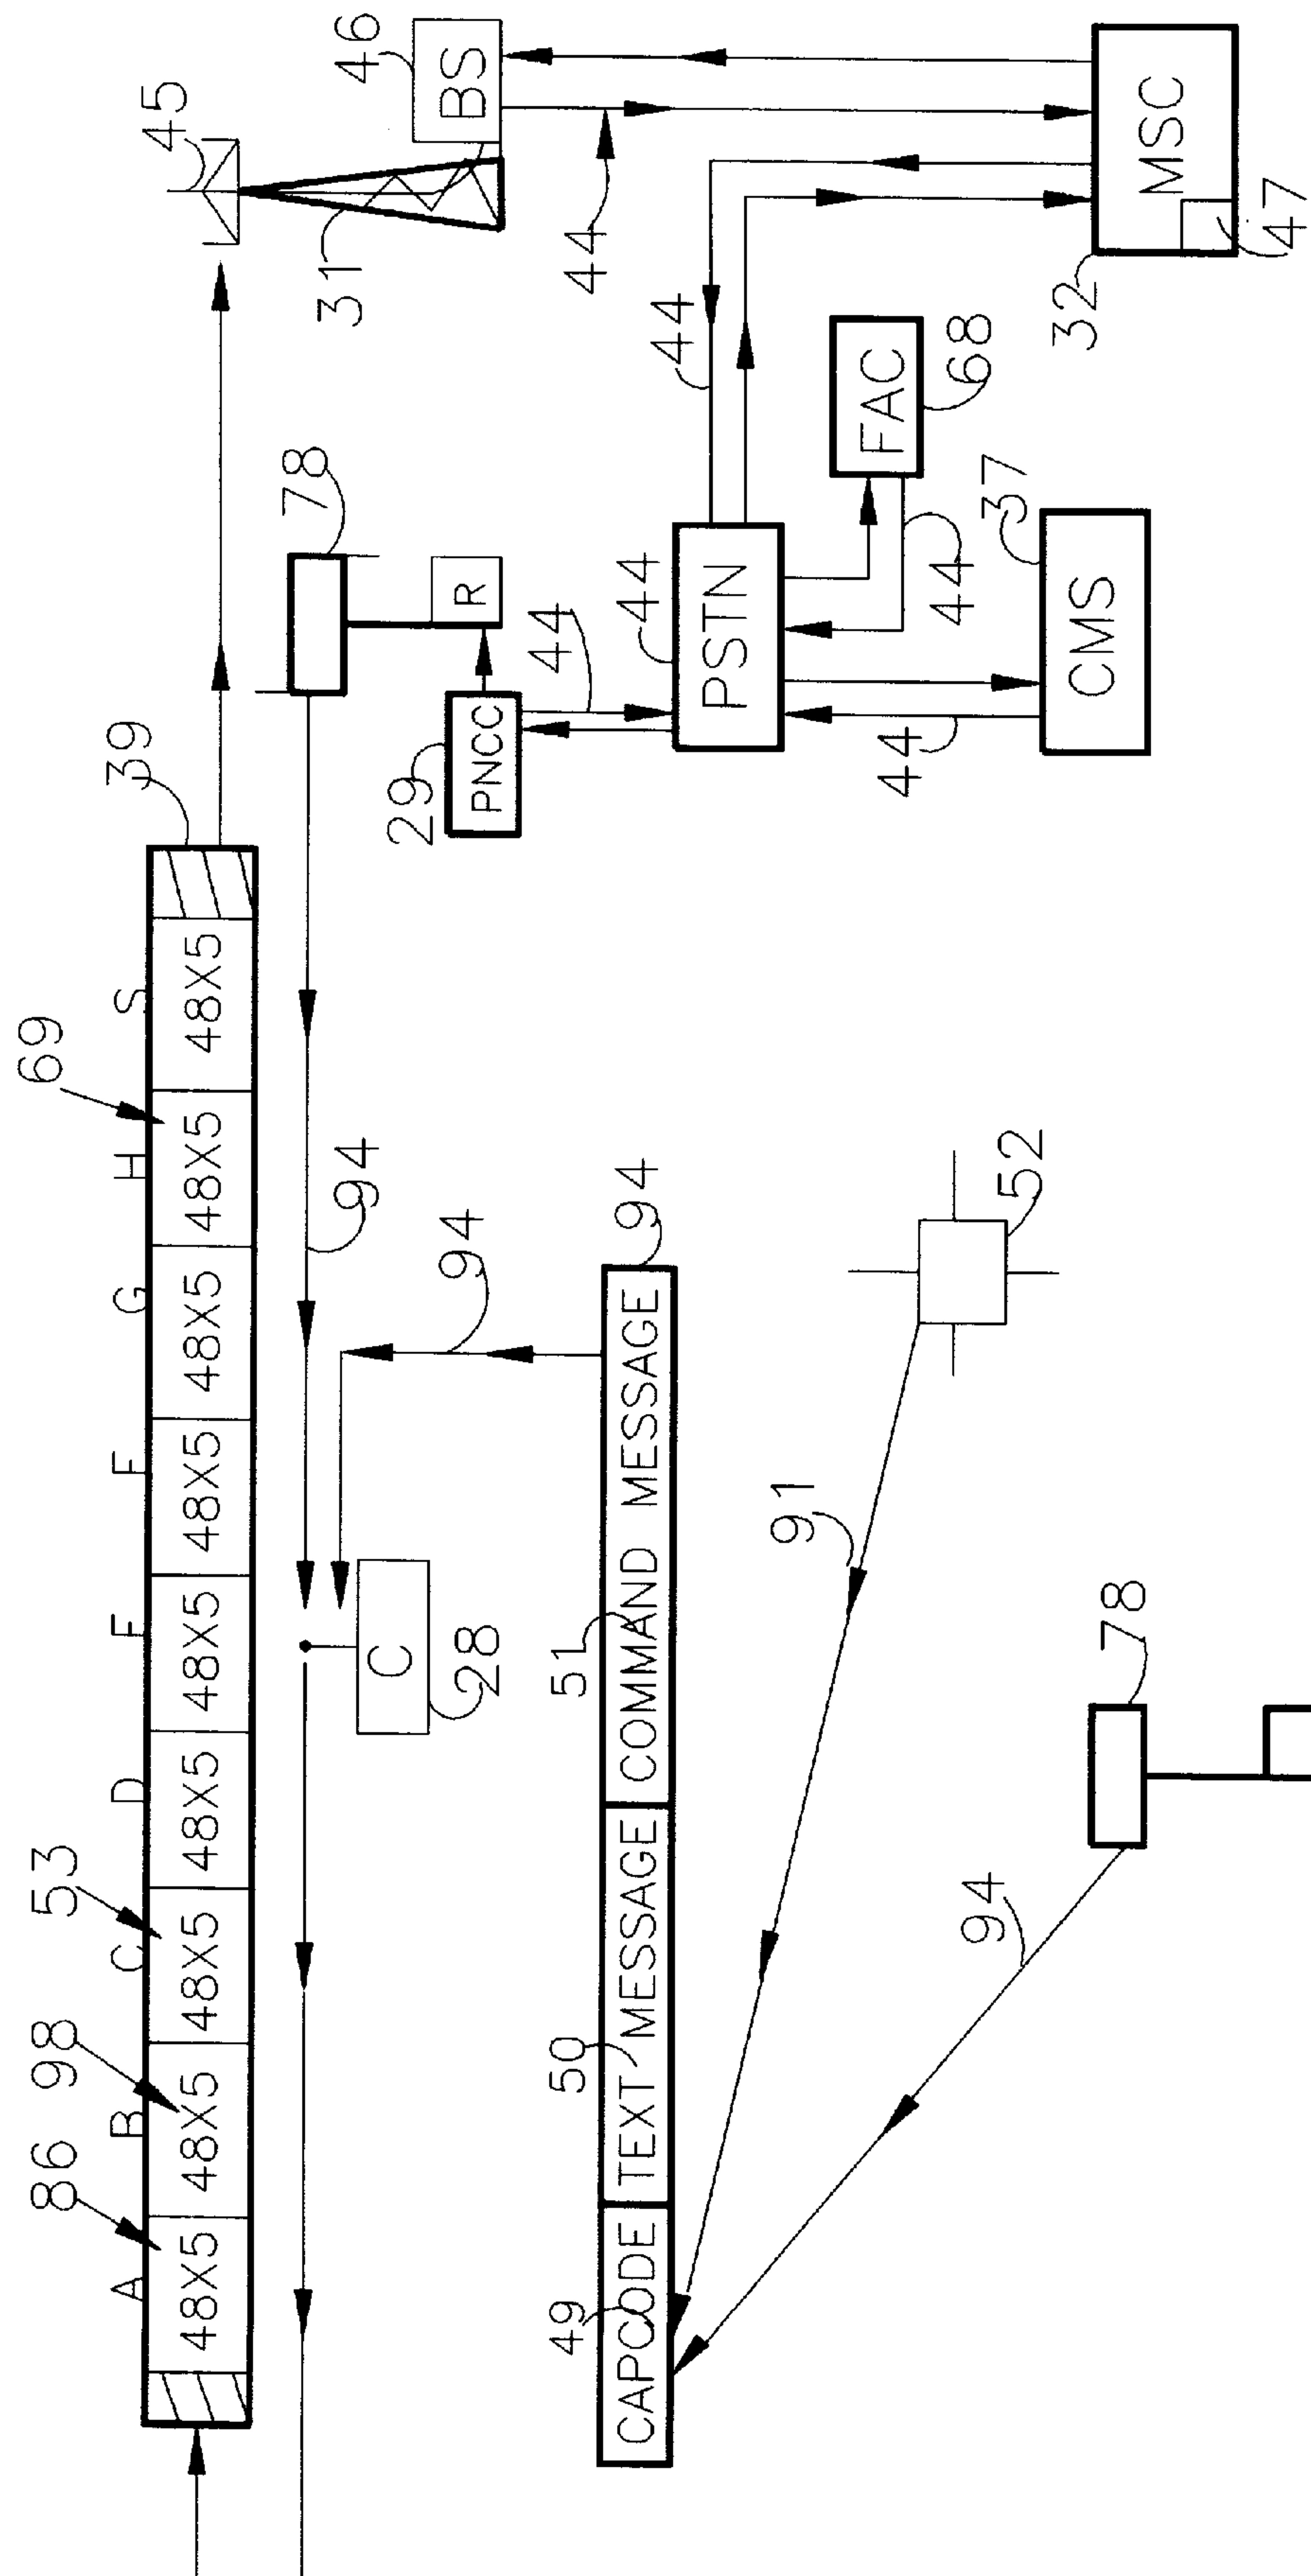 86 98 53 69
A B C D E F G H S 39 45
48X5 48X5 48X5 48X5 48X5 48X5 48X5 48X5 48X5
78 31 46
94
C
28
94
29
PNCC
R
BS
44
44
49 50 51
CAPCODE TEXT MESSAGE COMMAND MESSAGE 94
44
PSTN
44
91
FAC
68
44
44
52
94
37
CMS
78
32
MSC
47